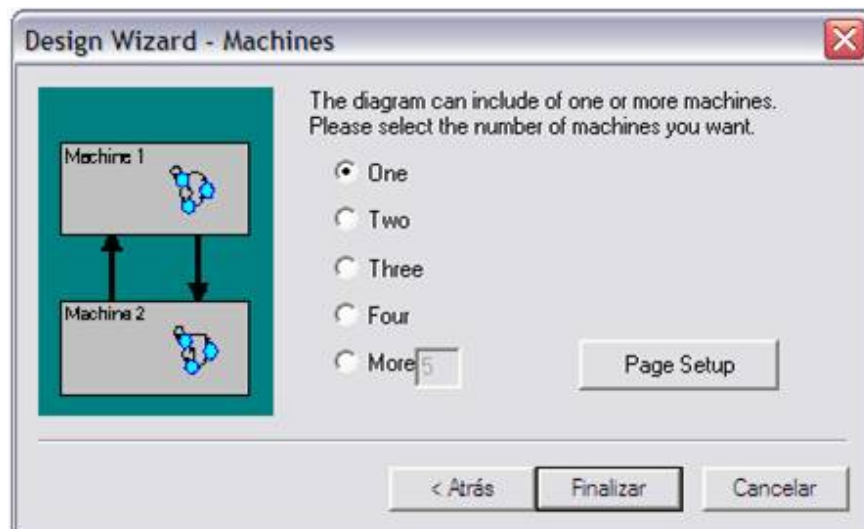 Design Wizard - Machines
Machine 1
Machine 2
The diagram can include of one or more machines.
Please select the number of machines you want.
One
Two
Three
Four
More 5
Page Setup
< Atrás
Finalizar
Cancelar